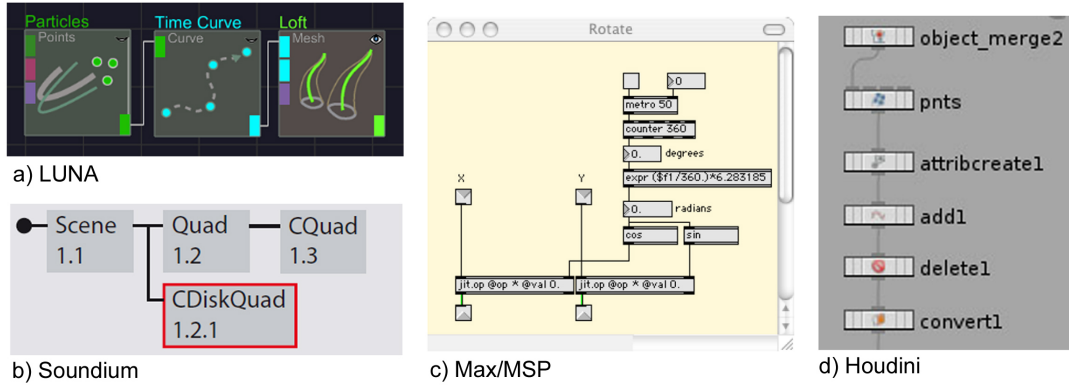 Particles
Points
Time Curve
Curve
Loft
Mesh
a) LUNA
Scene
1.1
Quad
1.2
CQuad
1.3
CDiskQuad
1.2.1
b) Soundium
Rotate
0
metro 50
counter 360
0. degrees
expr ($f1/360.)*6.283185
0. radians
cos
sin
X
Y
jit.op @op * @val 0.
jit.op @op * @val 0.
c) Max/MSP
object_merge2
pnts
attribcreate1
add1
delete1
convert1
d) Houdini